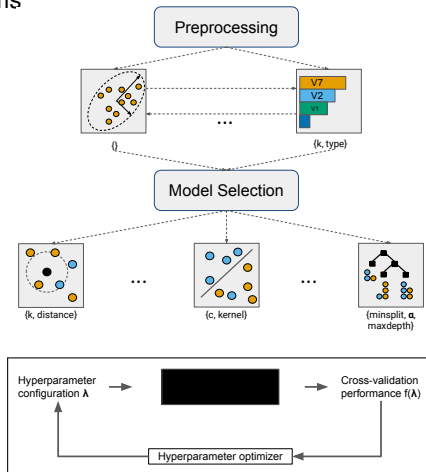 Preprocessing
V7
V2
V1
...
{}
{k, type}
Model Selection
...
...
{k, distance}
{c, kernel}
{minsplit, α,
maxdepth}
Hyperparameter
configuration λ
Cross-validation
performance f(λ)
Hyperparameter optimizer